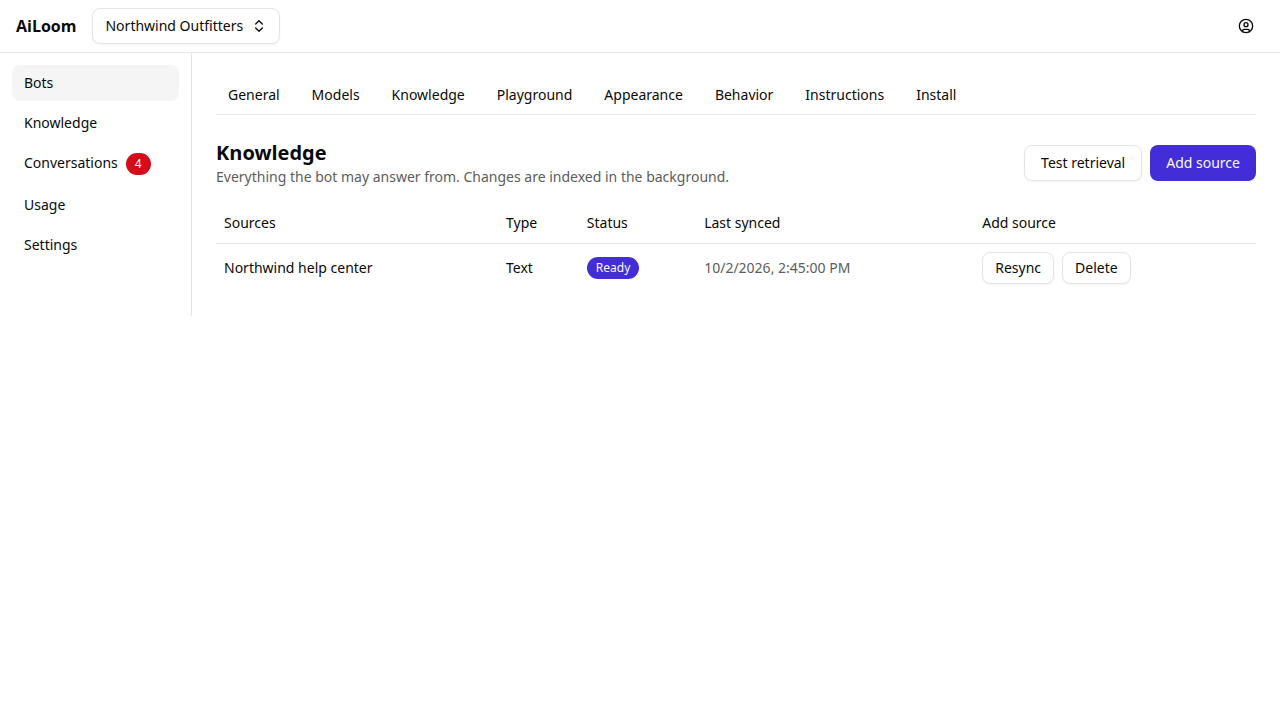 AiLoom
Northwind Outfitters
Bots
Knowledge
Conversations 4
Usage
Settings
General Models Knowledge Playground Appearance Behavior Instructions Install
Knowledge
Everything the bot may answer from. Changes are indexed in the background.
Test retrieval
Add source
Sources Type Status Last synced Add source
Northwind help center Text Ready 10/2/2026, 2:45:00 PM Resync Delete